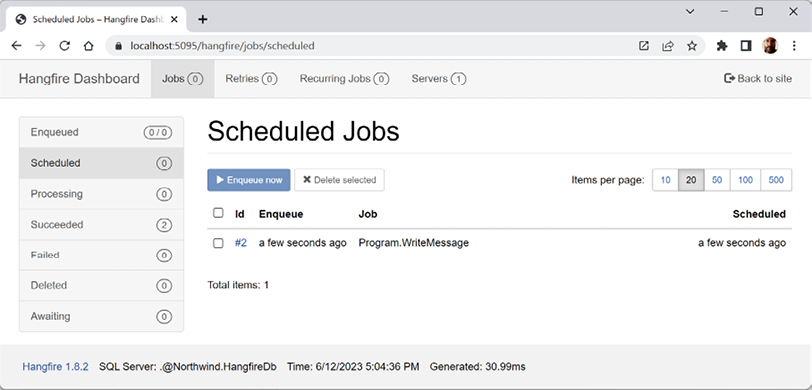 Scheduled Jobs – Hangfire Dashb
localhost:5095/hangfire/jobs/scheduled
Hangfire Dashboard Jobs 0 Retries 0 Recurring Jobs 0 Servers 1 Back to site
Enqueued 0 / 0
Scheduled 0
Processing 0
Succeeded 2
Failed 0
Deleted 0
Awaiting 0
Scheduled Jobs
Enqueue now Delete selected Items per page: 10 20 50 100 500
Id Enqueue Job Scheduled
#2 a few seconds ago Program.WriteMessage a few seconds ago
Total items: 1
Hangfire 1.8.2 SQL Server: .@Northwind.HangfireDb Time: 6/12/2023 5:04:36 PM Generated: 30.99ms